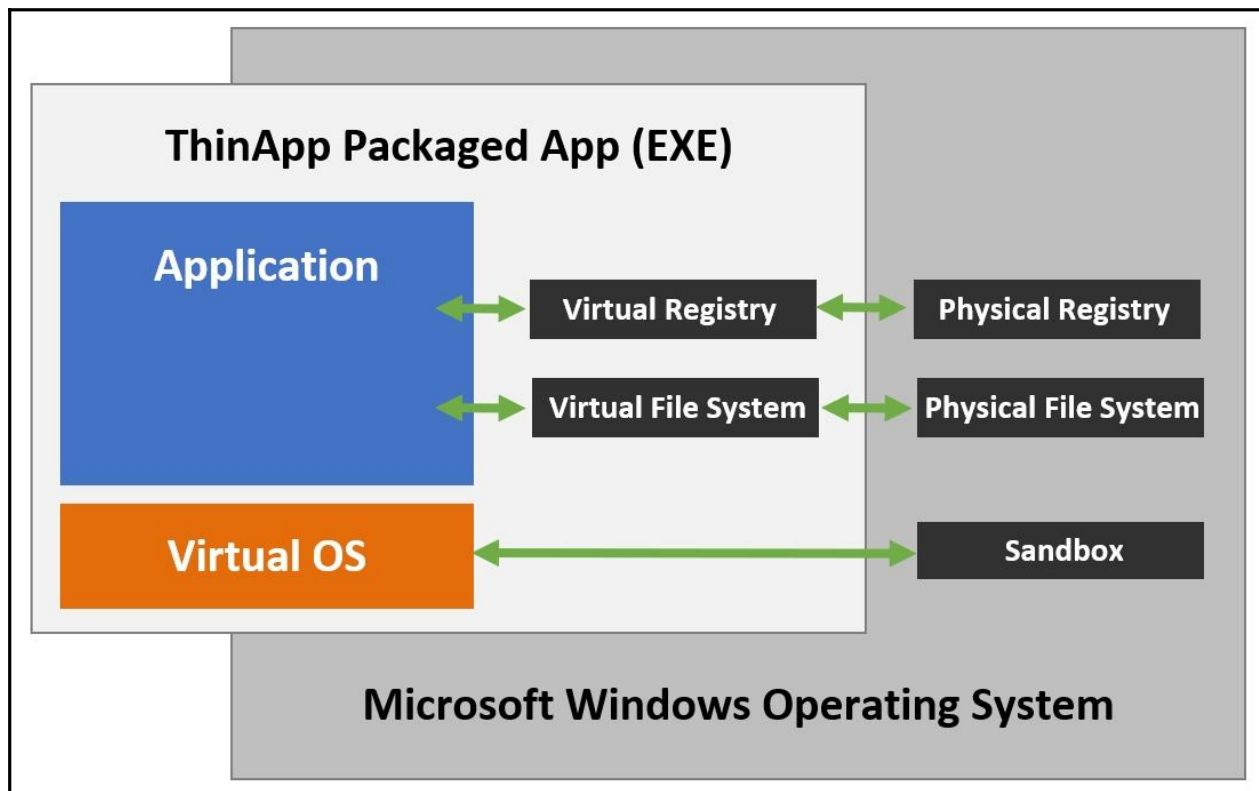 ThinApp Packaged App (EXE)
Application
Virtual Registry
Physical Registry
Virtual File System
Physical File System
Virtual OS
Sandbox
Microsoft Windows Operating System